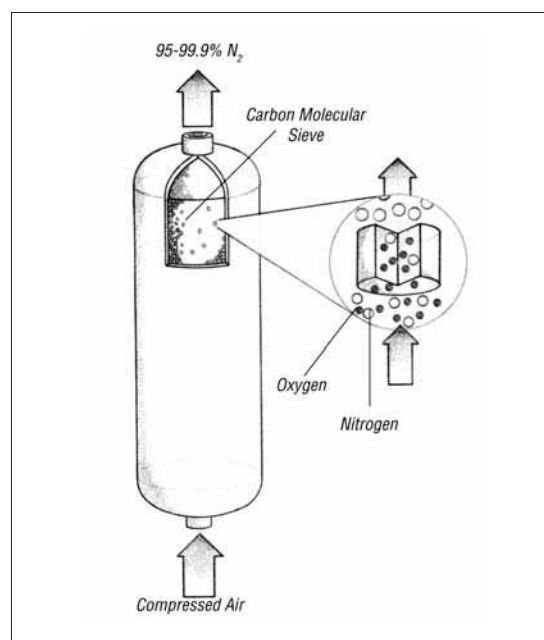 95-99.9% N₂
Carbon Molecular
Sieve
Oxygen
Nitrogen
Compressed Air